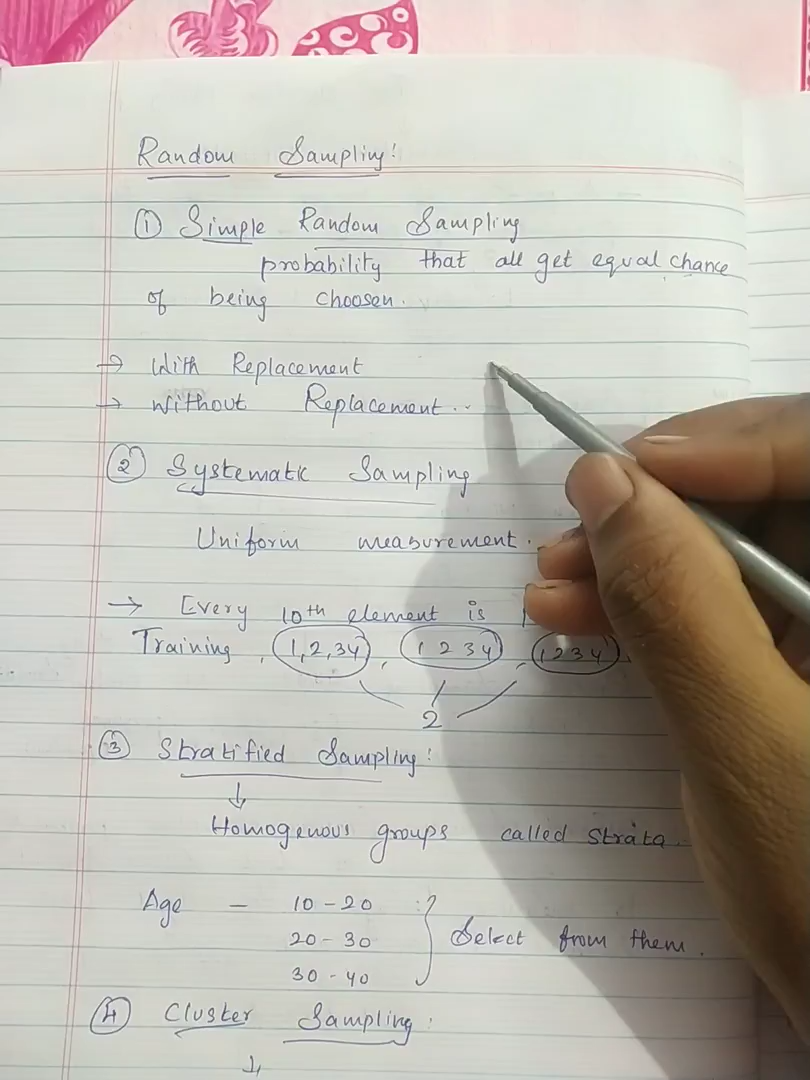 Random Sampling:
① Simple Random Sampling
probability that all get equal chance
of being choosen.
→ With Replacement
→ Without Replacement..
② Systematic Sampling
Uniform measurement.
→ Every 10th element is
Training, 1,2,34, 1 2 3 4, 1 2 3 4
2
③ Stratified Sampling:
↓
Homogenous groups called Strata.
Age - 10-20
20-30
30-40
} Select from them.
④ Cluster Sampling:
↓